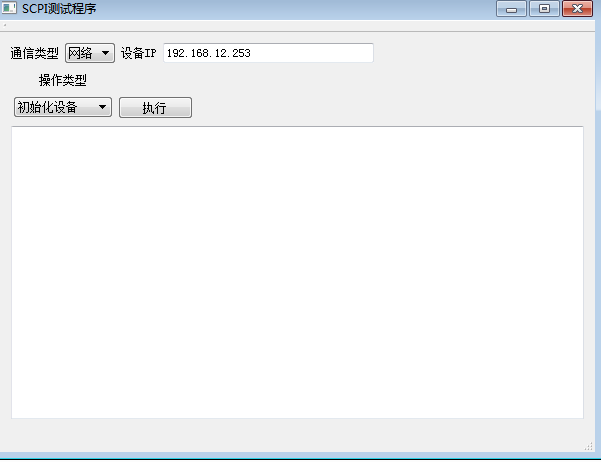 SCPI测试程序
通信类型 网络 设备IP 192.168.12.253
操作类型
初始化设备 执行